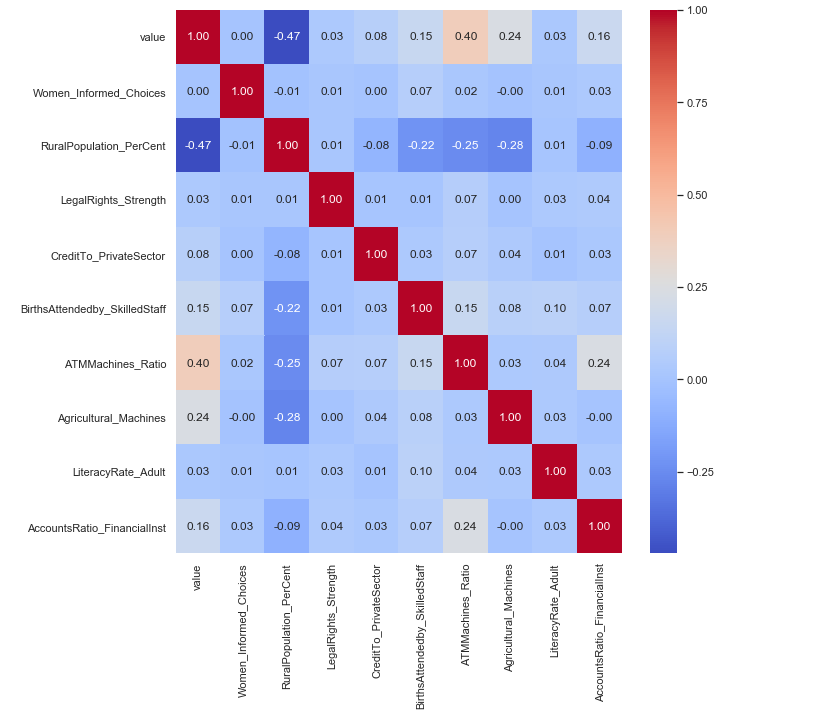 value 1.00 0.00 -0.47 0.03 0.08 0.15 0.40 0.24 0.03 0.16
Women_Informed_Choices 0.00 1.00 -0.01 0.01 0.00 0.07 0.02 -0.00 0.01 0.03
RuralPopulation_PerCent -0.47 -0.01 1.00 0.01 -0.08 -0.22 -0.25 -0.28 0.01 -0.09
LegalRights_Strength 0.03 0.01 0.01 1.00 0.01 0.01 0.07 0.00 0.03 0.04
CreditTo_PrivateSector 0.08 0.00 -0.08 0.01 1.00 0.03 0.07 0.04 0.01 0.03
BirthsAttendedby_SkilledStaff 0.15 0.07 -0.22 0.01 0.03 1.00 0.15 0.08 0.10 0.07
ATMMachines_Ratio 0.40 0.02 -0.25 0.07 0.07 0.15 1.00 0.03 0.04 0.24
Agricultural_Machines 0.24 -0.00 -0.28 0.00 0.04 0.08 0.03 1.00 0.03 -0.00
LiteracyRate_Adult 0.03 0.01 0.01 0.03 0.01 0.10 0.04 0.03 1.00 0.03
AccountsRatio_FinancialInst 0.16 0.03 -0.09 0.04 0.03 0.07 0.24 -0.00 0.03 1.00
value
Women_Informed_Choices
RuralPopulation_PerCent
LegalRights_Strength
CreditTo_PrivateSector
BirthsAttendedby_SkilledStaff
ATMMachines_Ratio
Agricultural_Machines
LiteracyRate_Adult
AccountsRatio_FinancialInst
1.00
0.75
0.50
0.25
0.00
-0.25